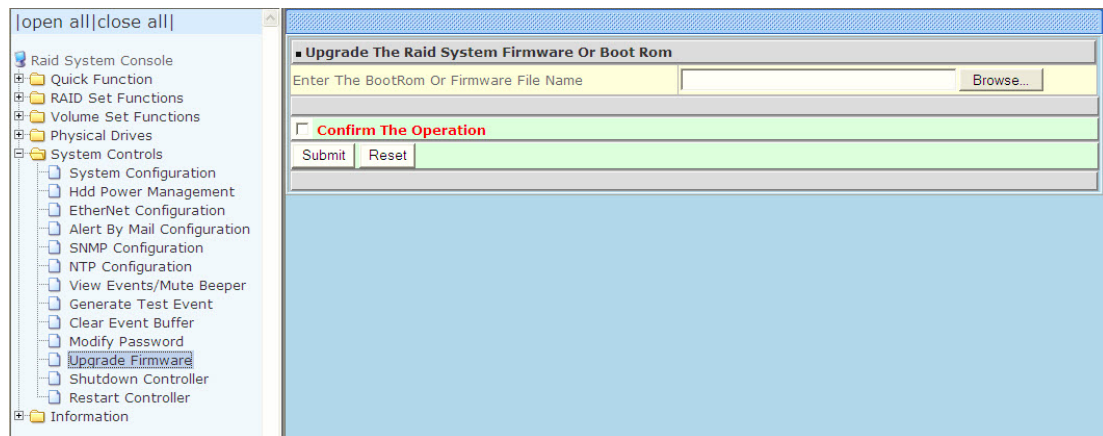 |open all|close all|
Raid System Console
Quick Function
RAID Set Functions
Volume Set Functions
Physical Drives
System Controls
System Configuration
Hdd Power Management
EtherNet Configuration
Alert By Mail Configuration
SNMP Configuration
NTP Configuration
View Events/Mute Beeper
Generate Test Event
Clear Event Buffer
Modify Password
Upgrade Firmware
Shutdown Controller
Restart Controller
Information
Upgrade The Raid System Firmware Or Boot Rom
Enter The BootRom Or Firmware File Name Browse...
Confirm The Operation
Submit Reset